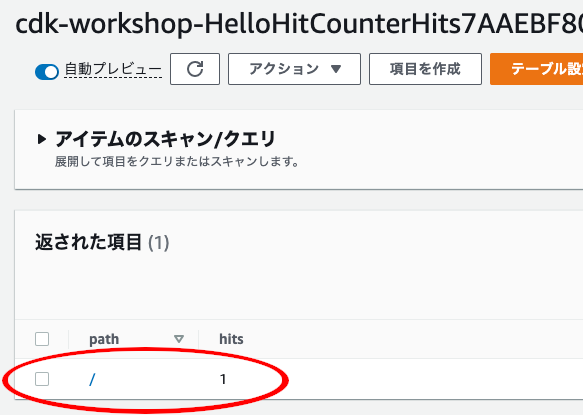 cdk-workshop-HelloHitCounterHits7AAEBF80
自動プレビュー
アクション ▼
項目を作成
テーブル設定
アイテムのスキャン/クエリ
展開して項目をクエリまたはスキャンします。
返された項目 (1)
path hits
/ 1